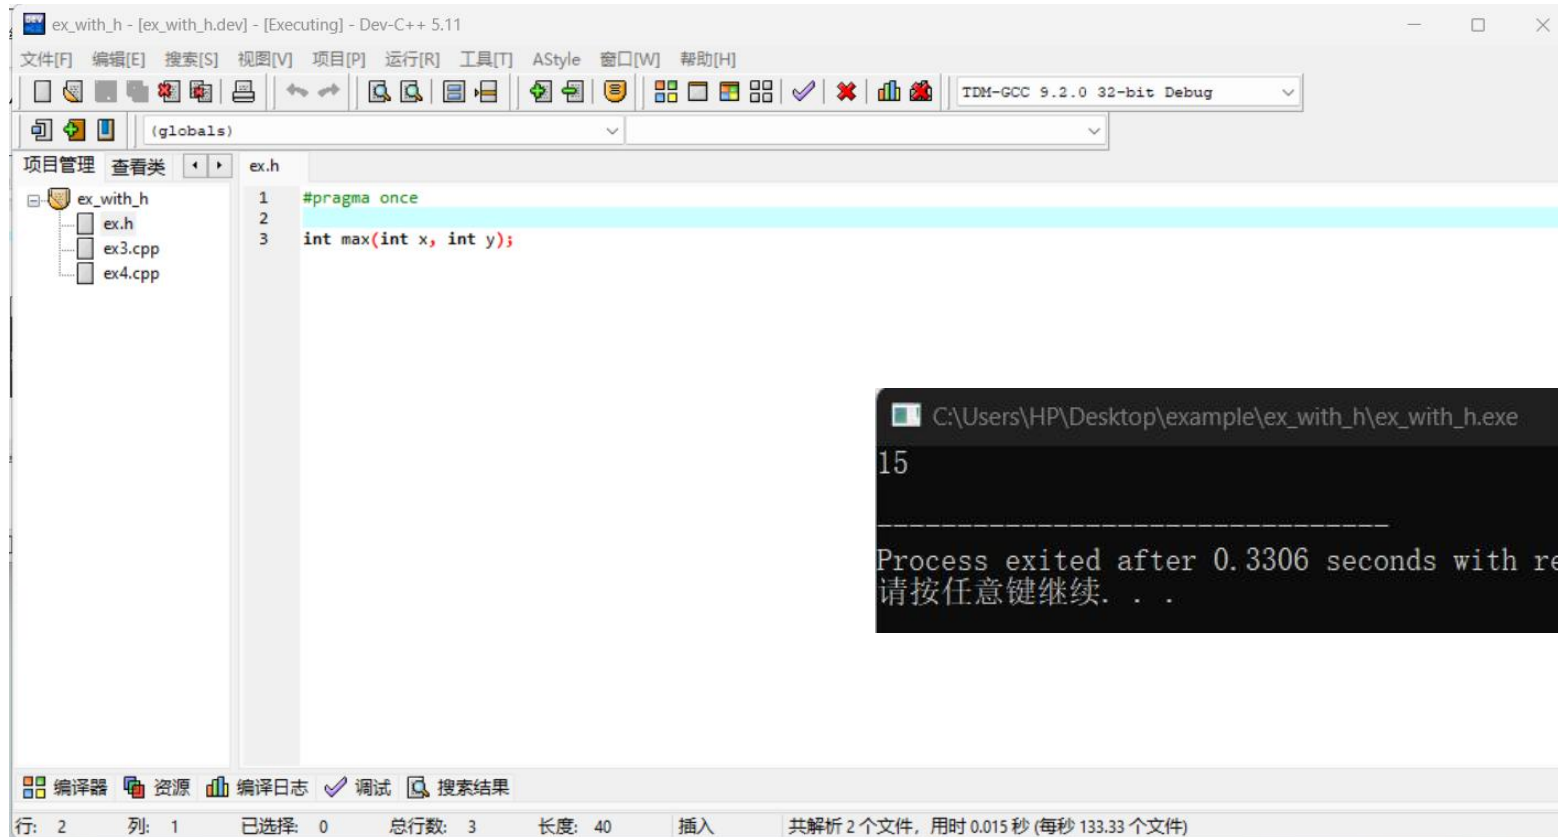 ex_with_h - [ex_with_h.dev] - [Executing] - Dev-C++ 5.11
文件[F] 编辑[E] 搜索[S] 视图[V] 项目[P] 运行[R] 工具[T] AStyle 窗口[W] 帮助[H]
TDM-GCC 9.2.0 32-bit Debug
(globals)
项目管理 查看类 ex.h
ex_with_h
ex.h
ex3.cpp
ex4.cpp
1 #pragma once
2
3 int max(int x, int y);
C:\Users\HP\Desktop\example\ex_with_h\ex_with_h.exe
15
--------------------------------
Process exited after 0.3306 seconds with re
请按任意键继续. . .
编译器 资源 编译日志 调试 搜索结果
行: 2 列: 1 已选择: 0 总行数: 3 长度: 40 插入 共解析 2 个文件, 用时 0.015 秒 (每秒 133.33 个文件)